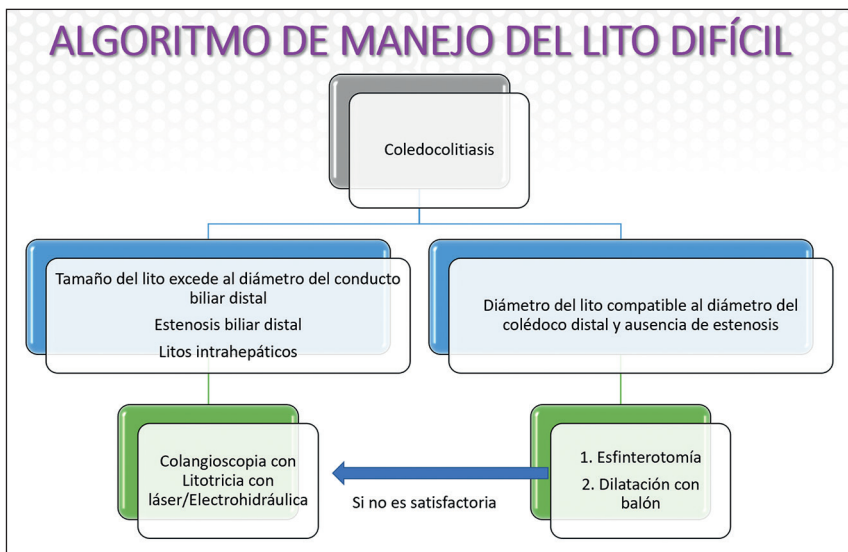 ALGORITMO DE MANEJO DEL LITO DIFÍCIL
Coledocolitiasis
Tamaño del lito excede al diámetro del conducto
biliar distal
Estenosis biliar distal
Litos intrahepáticos
Diámetro del lito compatible al diámetro del
colédoco distal y ausencia de estenosis
Colangioscopia con
Litotricia con
láser/Electrohidráulica
Si no es satisfactoria
1. Esfinterotomía
2. Dilatación con
balón